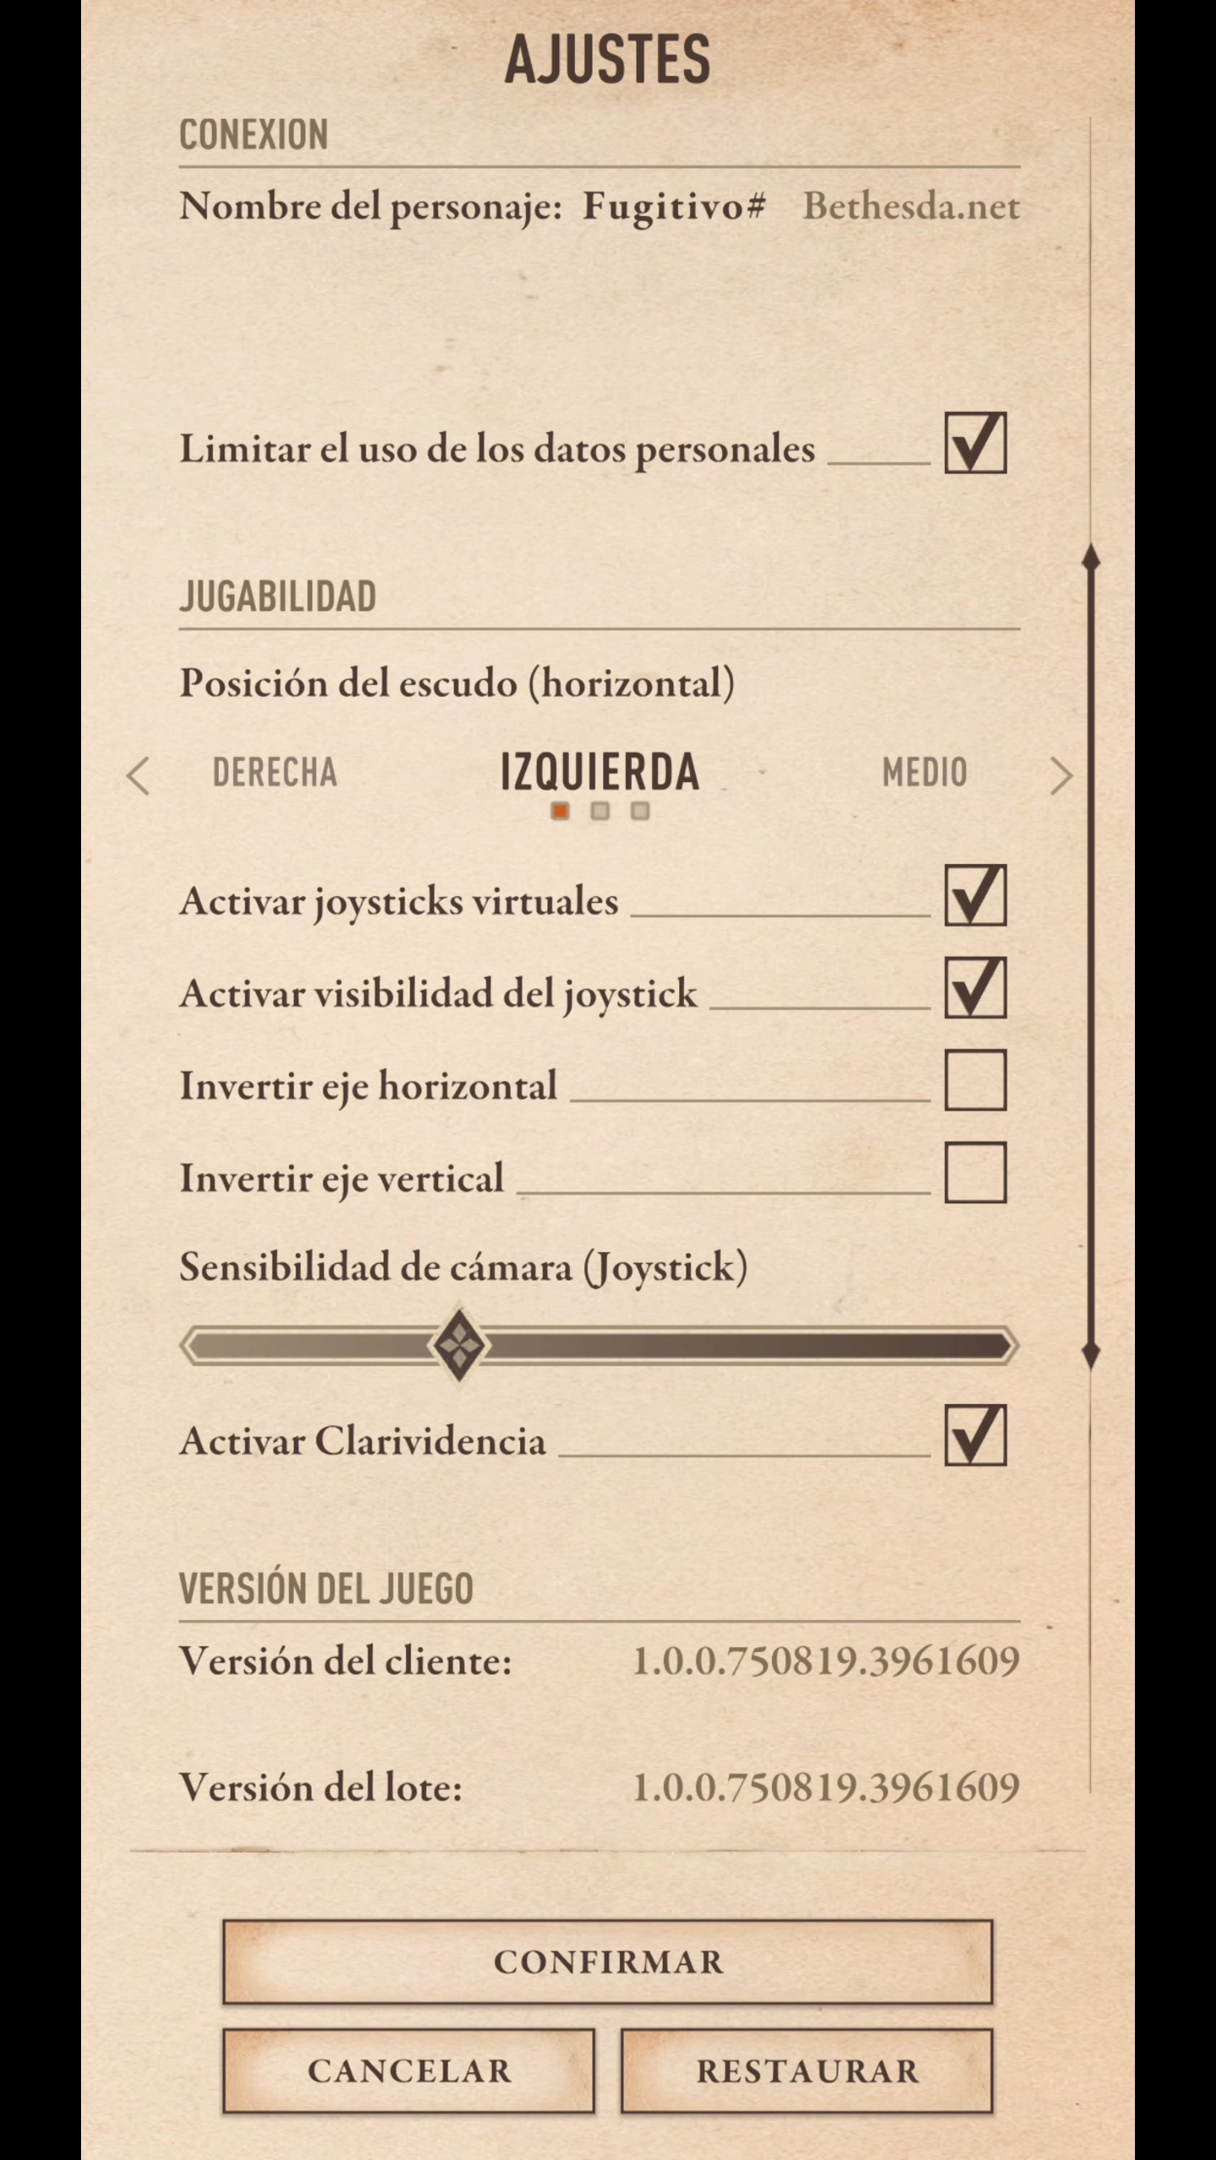 AJUSTES
CONEXION
Nombre del personaje: Fugitivo# Bethesda.net
Limitar el uso de los datos personales
JUGABILIDAD
Posición del escudo (horizontal)
DERECHA IZQUIERDA MEDIO
Activar joysticks virtuales
Activar visibilidad del joystick
Invertir eje horizontal
Invertir eje vertical
Sensibilidad de cámara (Joystick)
Activar Clarividencia
VERSIÓN DEL JUEGO
Versión del cliente: 1.0.0.750819.3961609
Versión del lote: 1.0.0.750819.3961609
CONFIRMAR
CANCELAR RESTAURAR